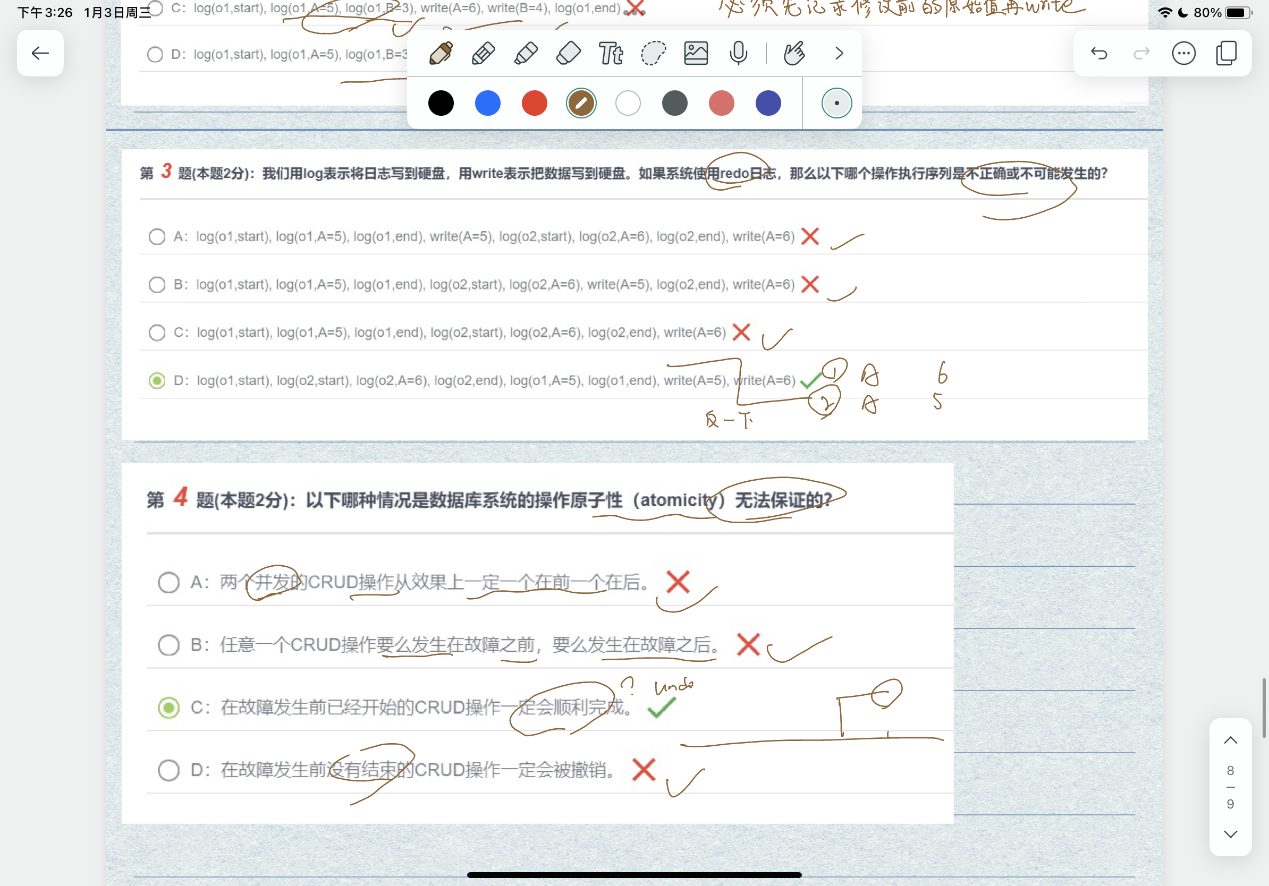 下午3:26 1月3日周三
80%
C：log(o1,start), log(o1,A=5), log(o1,B=3), write(A=6), write(B=4), log(o1,end)
必须先记录修改前的原始值再write
D：log(o1,start), log(o1,A=5), log(o1,B=3
Tt
第 3 题(本题2分)：我们用log表示将日志写到硬盘，用write表示把数据写到硬盘。如果系统使用redo日志，那么以下哪个操作执行序列是不正确或不可能发生的?
A：log(o1,start), log(o1,A=5), log(o1,end), write(A=5), log(o2,start), log(o2,A=6), log(o2,end), write(A=6)
B：log(o1,start), log(o1,A=5), log(o1,end), log(o2,start), log(o2,A=6), write(A=5), log(o2,end), write(A=6)
C：log(o1,start), log(o1,A=5), log(o1,end), log(o2,start), log(o2,A=6), log(o2,end), write(A=6)
D：log(o1,start), log(o2,start), log(o2,A=6), log(o2,end), log(o1,A=5), log(o1,end), write(A=5), write(A=6)
① A 6
② A 5
反一下
第 4 题(本题2分)：以下哪种情况是数据库系统的操作原子性（atomicity）无法保证的?
A：两个并发的CRUD操作从效果上一定一个在前一个在后。
B：任意一个CRUD操作要么发生在故障之前，要么发生在故障之后。
? undo
C：在故障发生前已经开始的CRUD操作一定会顺利完成。
D：在故障发生前没有结束的CRUD操作一定会被撤销。
8
9